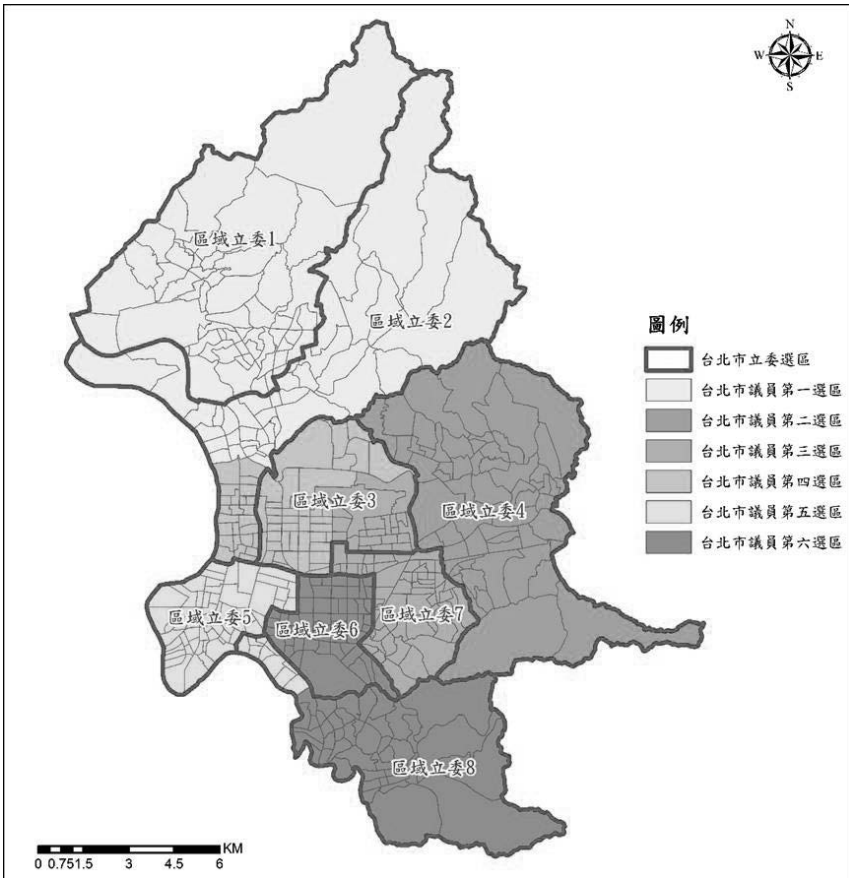 N
W E
S
區域立委1
區域立委2
圖例
台北市立委選區
台北市議員第一選區
台北市議員第二選區
台北市議員第三選區
台北市議員第四選區
台北市議員第五選區
台北市議員第六選區
區域立委3
區域立委4
區域立委5
區域立委6
區域立委7
區域立委8
KM
0 0.751.5 3 4.5 6